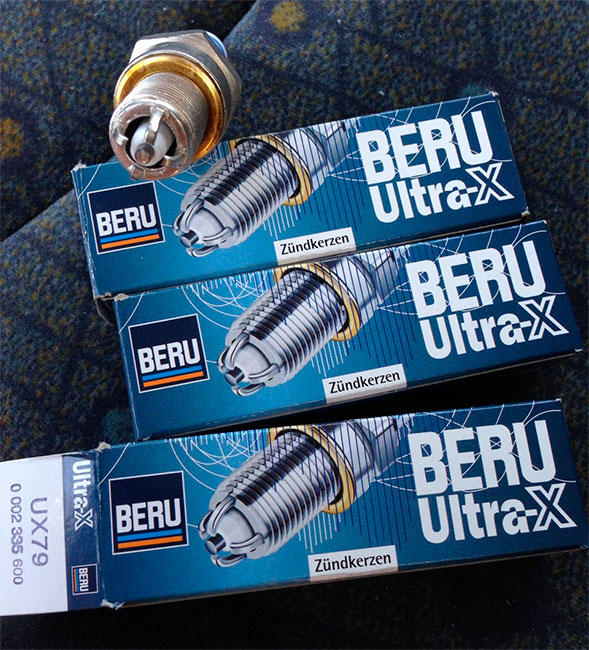 BERU
BERU
Ultra-X
Zündkerzen
BERU
BERU
Ultra-X
Zündkerzen
BERU
BERU
Ultra-X
Zündkerzen
Ultra-X
BERU
UX79
0 002 335 600